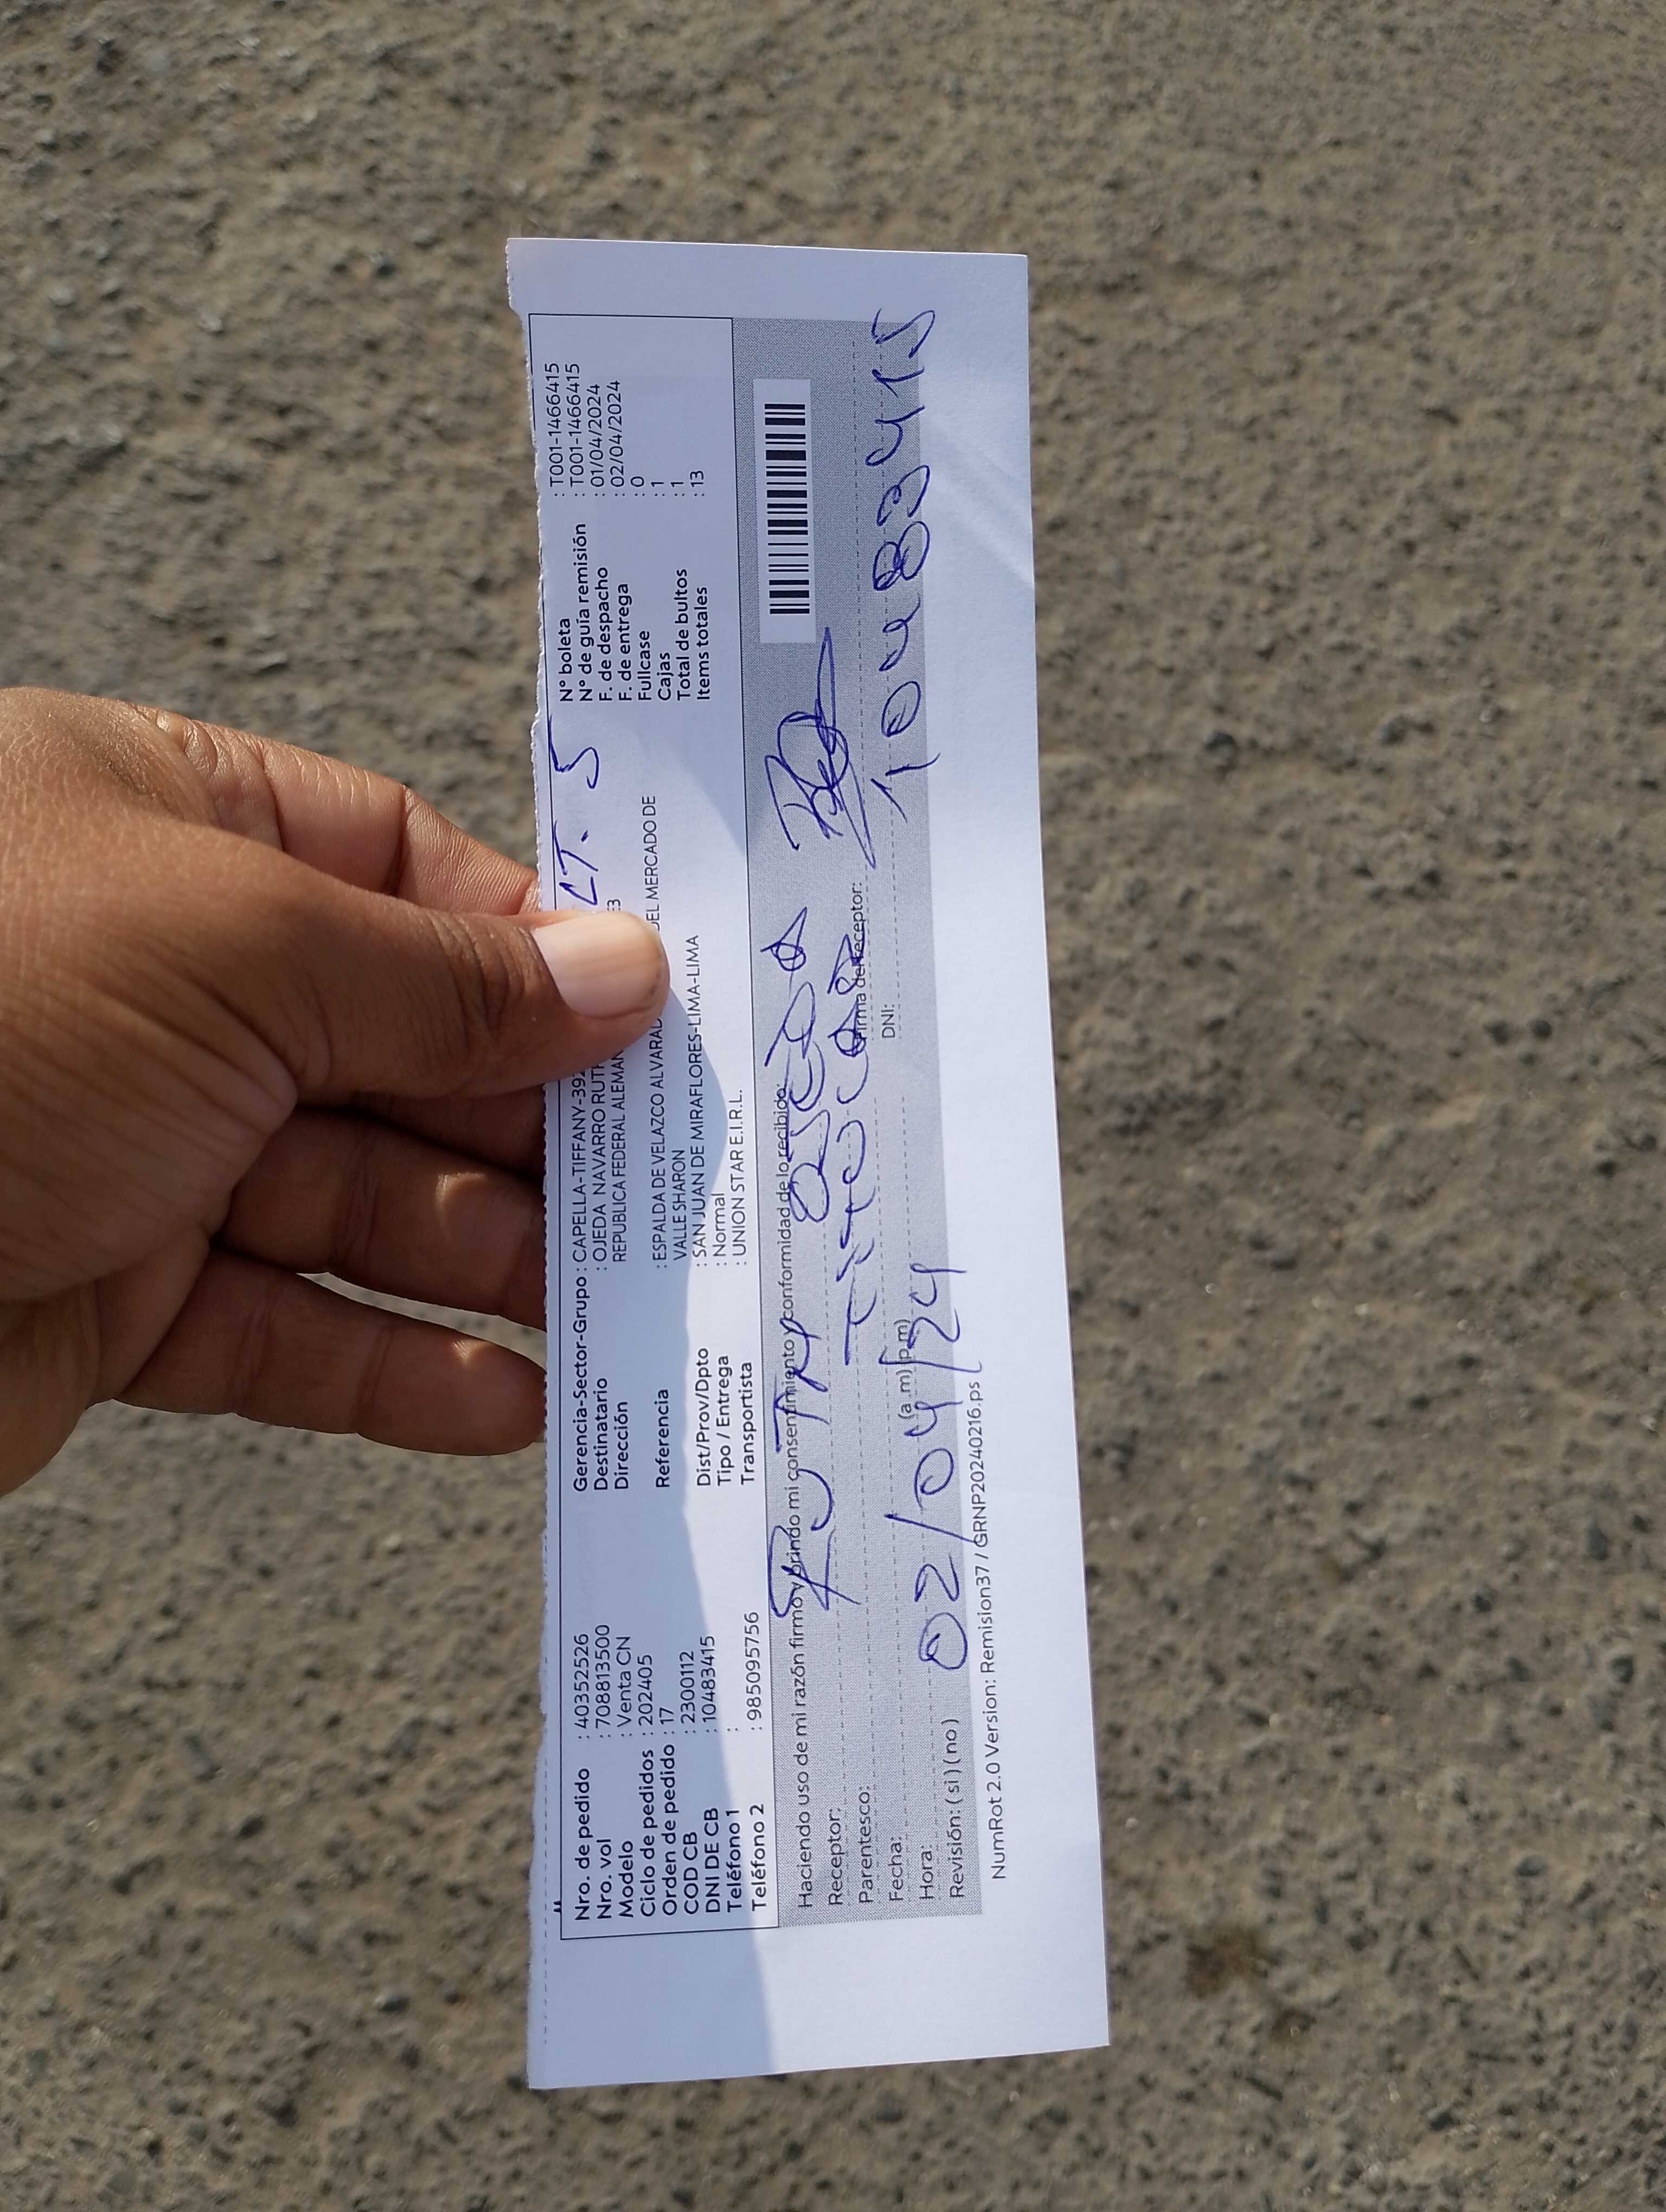 Nro. de pedido : 40352526
Nro. vol : 708813500
Modelo : Venta CN
Ciclo de pedidos : 202405
Orden de pedido : 17
COD CB : 2300112
DNI DE CB : 10483415
Teléfono 1 :
Teléfono 2 : 985095756
Gerencia-Sector-Grupo : CAPELLA-TIFFANY-392
Destinatario : OJEDA NAVARRO RUTH
Dirección REPUBLICA FEDERAL ALEMAN
LT. 5
Referencia : ESPALDA DE VELAZCO ALVARAD DEL MERCADO DE
VALLE SHARON
Dist/Prov/Dpto : SAN JUAN DE MIRAFLORES-LIMA-LIMA
Tipo / Entrega : Normal
Transportista : UNION STAR E.I.R.L.
N° boleta : T001-1466415
N° de guía remisión : T001-1466415
F. de despacho : 01/04/2024
F. de entrega : 02/04/2024
Fullcase : 0
Cajas : 1
Total de bultos : 1
Items totales : 13
Haciendo uso de mi razón firmo y brindo mi consentimiento y conformidad de lo recibido:
Receptor: RUTH OJEDA
Parentesco: TITULAR
Firma del receptor:
Fecha: 02/04/24
DNI: 10483415
Hora: (a.m) (p.m)
Revisión: ( si ) ( no )
NumRot 2.0 Version: Remision37 / GRNP20240216.ps